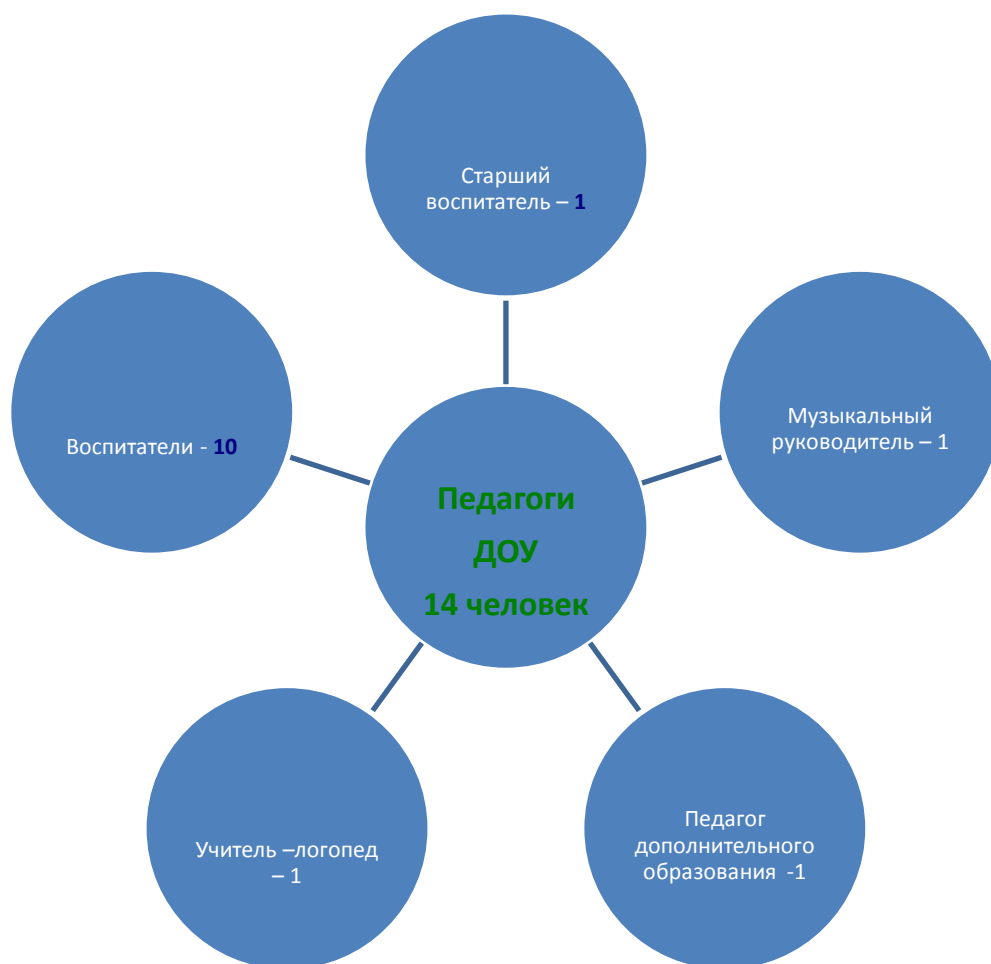 Старший
воспитатель – 1
Музыкальный
руководитель – 1
Воспитатели - 10
Педагоги
ДОУ
14 человек
Учитель –логопед
– 1
Педагог
дополнительного
образования  -1